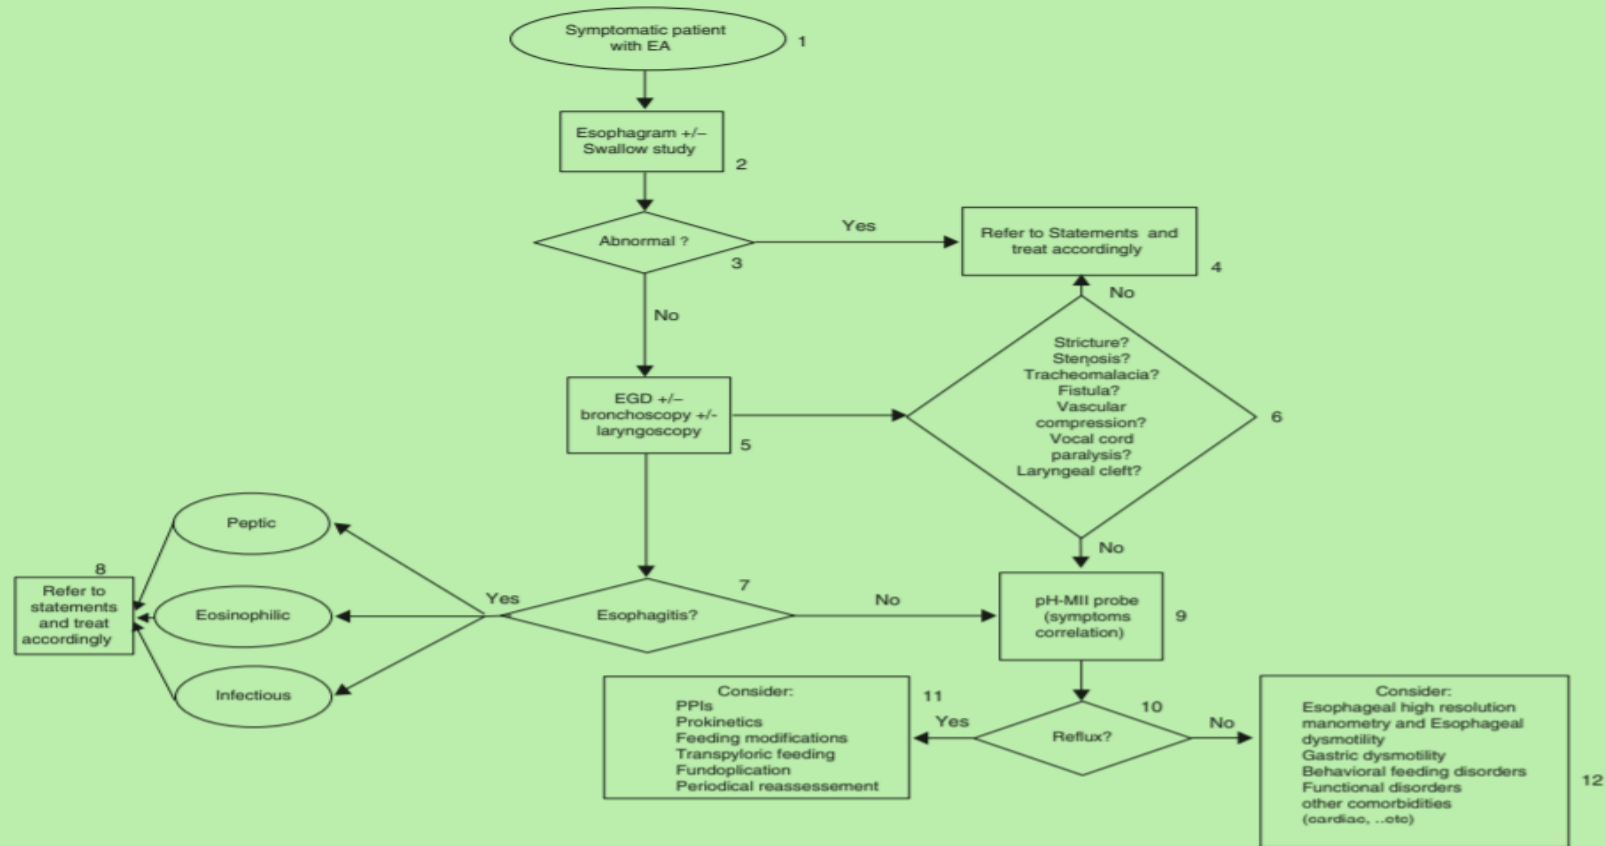 Symptomatic patient
with EA
1
Esophagram +/–
Swallow study
2
Abnormal ?
3
Yes
Refer to Statements and
treat accordingly
4
No
No
Stricture?
Stenosis?
Tracheomalacia?
Fistula?
Vascular
compression?
Vocal cord
paralysis?
Laryngeal cleft?
6
EGD +/–
bronchoscopy +/-
laryngoscopy
5
No
Peptic
8
Refer to
statements
and treat
accordingly
Eosinophilic
Infectious
Yes
7
Esophagitis?
No
pH-MII probe
(symptoms
correlation)
9
Consider:
PPIs
Prokinetics
Feeding modifications
Transpyloric feeding
Fundoplication
Periodical reassessement
11
Yes
10
Reflux?
No
Consider:
Esophageal high resolution
manometry and Esophageal
dysmotility
Gastric dysmotility
Behavioral feeding disorders
Functional disorders
other comorbidities
(cardiac, ..etc)
12